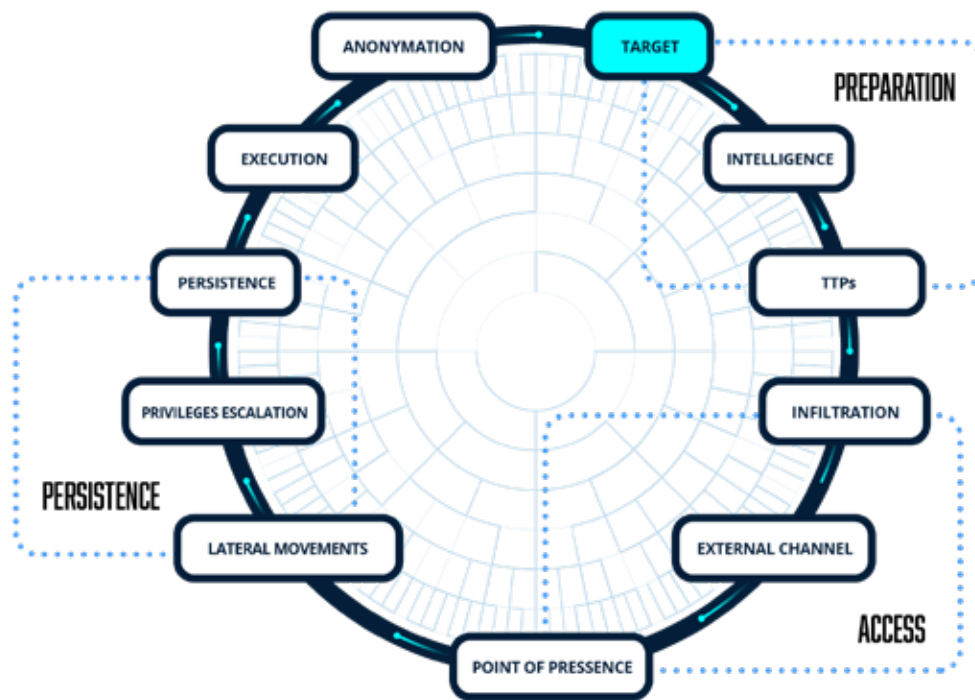 ANONYMATION
TARGET
PREPARATION
EXECUTION
INTELLIGENCE
PERSISTENCE
TTPs
PRIVILEGES ESCALATION
INFILTRATION
PERSISTENCE
LATERAL MOVEMENTS
EXTERNAL CHANNEL
ACCESS
POINT OF PRESSENCE